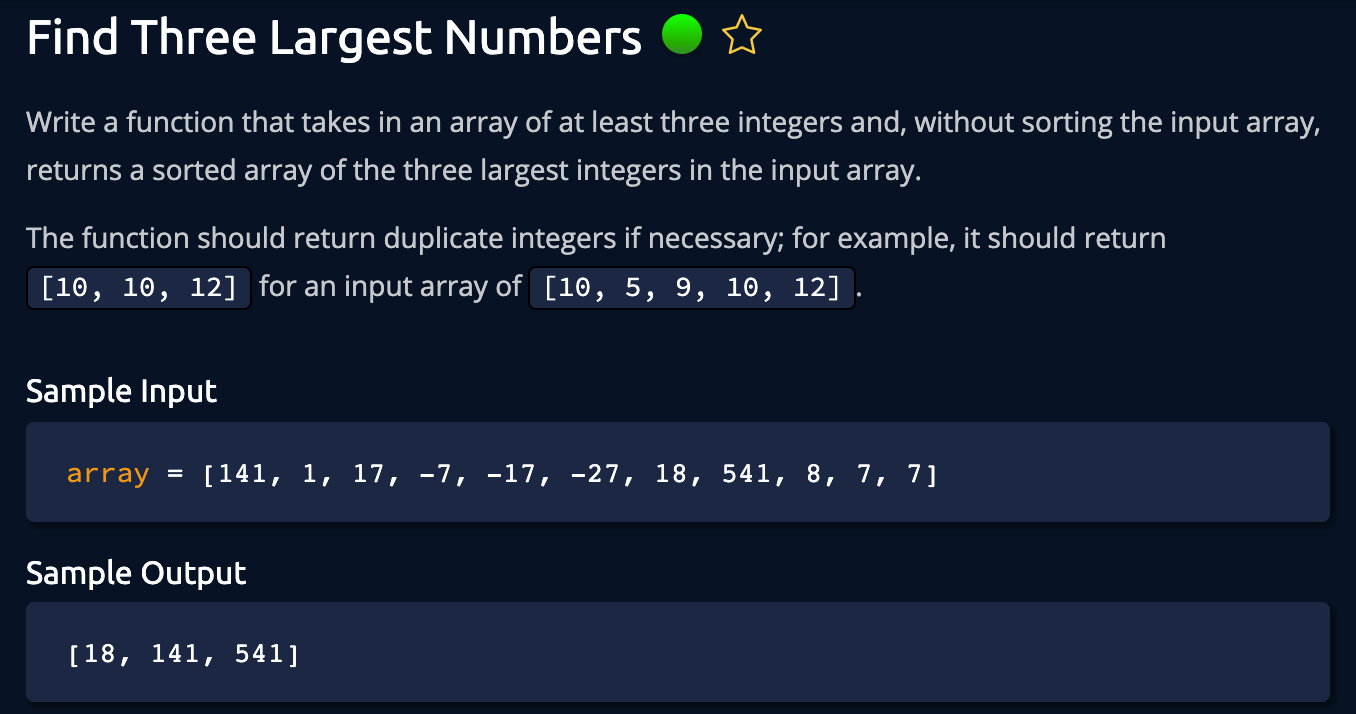 Find Three Largest Numbers
Write a function that takes in an array of at least three integers and, without sorting the input array,
returns a sorted array of the three largest integers in the input array.
The function should return duplicate integers if necessary; for example, it should return
[10, 10, 12] for an input array of [10, 5, 9, 10, 12].
Sample Input
array = [141, 1, 17, -7, -17, -27, 18, 541, 8, 7, 7]
Sample Output
[18, 141, 541]